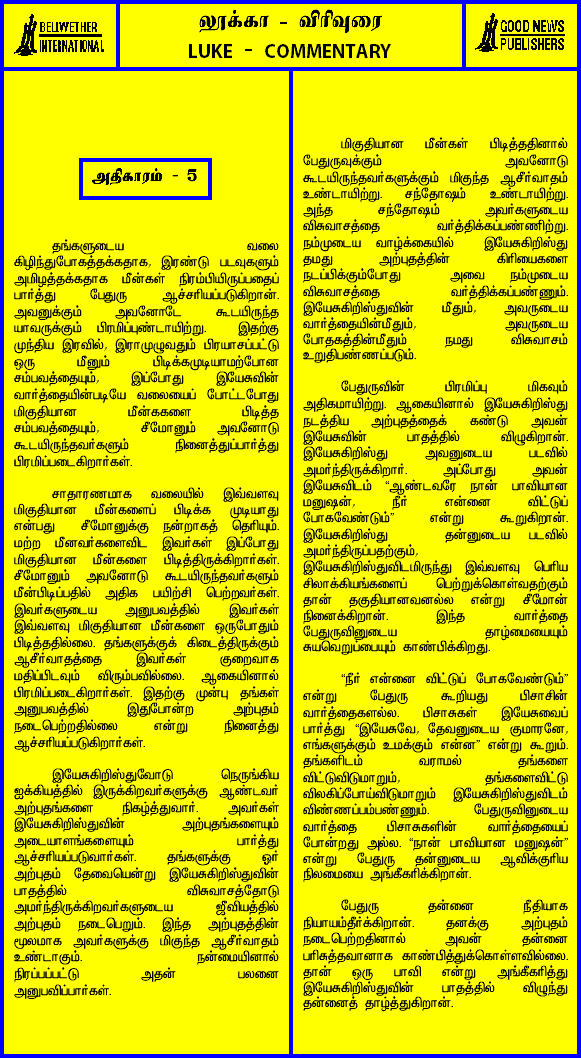 BELLWETHER
INTERNATIONAL
லூக்கா - விரிவுரை
LUKE - COMMENTARY
GOOD NEWS
PUBLISHERS
அதிகாரம் - 5
தங்களுடைய வலை
கிழிந்துபோகத்தக்கதாக, இரண்டு படவுகளும்
அமிழத்தக்கதாக மீன்கள் நிரம்பியிருப்பதைப்
பார்த்து பேதுரு ஆச்சரியப்படுகிறான்.
அவனுக்கும் அவனோடே கூடயிருந்த
யாவருக்கும் பிரமிப்புண்டாயிற்று. இதற்கு
முந்திய இரவில், இராமுழுவதும் பிரயாசப்பட்டு
ஒரு மீனும் பிடிக்கமுடியாமற்போன
சம்பவத்தையும், இப்போது இயேசுவின்
வார்த்தையின்படியே வலையைப் போட்டபோது
மிகுதியான மீன்ககளை பிடித்த
சம்பவத்தையும், சீமோனும் அவனோடு
கூடயிருந்தவர்களும் நினைத்துப்பார்த்து
பிரமிப்படைகிறார்கள்.
சாதாரணமாக வலையில் இவ்வளவு
மிகுதியான மீன்களைப் பிடிக்க முடியாது
என்பது சீமோனுக்கு நன்றாகத் தெரியும்.
மற்ற மீனவர்களைவிட இவர்கள் இப்போது
மிகுதியான மீன்களை பிடித்திருக்கிறார்கள்.
சீமோனும் அவனோடு கூடயிருந்தவர்களும்
மீன்பிடிப்பதில் அதிக பயிற்சி பெற்றவர்கள்.
இவர்களுடைய அனுபவத்தில் இவர்கள்
இவ்வளவு மிகுதியான மீன்களை ஒருபோதும்
பிடித்ததில்லை. தங்களுக்குக் கிடைத்திருக்கும்
ஆசீர்வாதத்தை இவர்கள் குறைவாக
மதிப்பிடவும் விரும்பவில்லை. ஆகையினால்
பிரமிப்படைகிறார்கள். இதற்கு முன்பு தங்கள்
அனுபவத்தில் இதுபோன்ற அற்புதம்
நடைபெற்றதில்லை என்று நினைத்து
ஆச்சரியப்படுகிறார்கள்.
இயேசுகிறிஸ்துவோடு நெருங்கிய
ஐக்கியத்தில் இருக்கிறவர்களுக்கு ஆண்டவர்
அற்புதங்களை நிகழ்த்துவார். அவர்கள்
இயேசுகிறிஸ்துவின் அற்புதங்களையும்
அடையாளங்களையும் பார்த்து
ஆச்சரியப்படுவார்கள். தங்களுக்கு ஓர்
அற்புதம் தேவையென்று இயேசுகிறிஸ்துவின்
பாதத்தில் விசுவாசத்தோடு
அமர்ந்திருக்கிறவர்களுடைய ஜீவியத்தில்
அற்புதம் நடைபெறும். இந்த அற்புதத்தின்
மூலமாக அவர்களுக்கு மிகுந்த ஆசீர்வாதம்
உண்டாகும். நன்மையினால்
நிரப்பப்பட்டு அதன் பலனை
அனுபவிப்பார்கள்.
மிகுதியான மீன்கள் பிடித்ததினால்
பேதுருவுக்கும் அவனோடு
கூடயிருந்தவர்களுக்கும் மிகுந்த ஆசீர்வாதம்
உண்டாயிற்று. சந்தோஷம் உண்டாயிற்று.
அந்த சந்தோஷம் அவர்களுடைய
விசுவாசத்தை வர்த்திக்கப்பண்ணிற்று.
நம்முடைய வாழ்க்கையில் இயேசுகிறிஸ்து
தமது அற்புதத்தின் கிரியைகளை
நடப்பிக்கும்போது அவை நம்முடைய
விசுவாசத்தை வர்த்திக்கப்பண்ணும்.
இயேசுகிறிஸ்துவின் மீதும், அவருடைய
வார்த்தையின்மீதும், அவருடைய
போதகத்தின்மீதும் நமது விசுவாசம்
உறுதிபண்ணப்படும்.
பேதுருவின் பிரமிப்பு மிகவும்
அதிகமாயிற்று. ஆகையினால் இயேசுகிறிஸ்து
நடத்திய அற்புதத்தைக் கண்டு அவன்
இயேசுவின் பாதத்தில் விழுகிறான்.
இயேசுகிறிஸ்து அவனுடைய படவில்
அமர்ந்திருக்கிறார். அப்போது அவன்
இயேசுவிடம் "ஆண்டவரே நான் பாவியான
மனுஷன், நீர் என்னை விட்டுப்
போகவேண்டும்" என்று கூறுகிறான்.
இயேசுகிறிஸ்து தன்னுடைய படவில்
அமர்ந்திருப்பதற்கும்,
இயேசுகிறிஸ்துவிடமிருந்து இவ்வளவு பெரிய
சிலாக்கியங்களைப் பெற்றுக்கொள்வதற்கும்
தான் தகுதியானவனல்ல என்று சீமோன்
நினைக்கிறான். இந்த வார்த்தை
பேதுருவினுடைய தாழ்மையையும்
சுயவெறுப்பையும் காண்பிக்கிறது.
"நீர் என்னை விட்டுப் போகவேண்டும்"
என்று பேதுரு கூறியது பிசாசின்
வார்த்தைகளல்ல. பிசாசுகள் இயேசுவைப்
பார்த்து "இயேசுவே, தேவனுடைய குமாரனே,
எங்களுக்கும் உமக்கும் என்ன" என்று கூறும்.
தங்களிடம் வராமல் தங்களை
விட்டுவிடுமாறும், தங்களைவிட்டு
விலகிப்போய்விடுமாறும் இயேசுகிறிஸ்துவிடம்
விண்ணப்பம்பண்ணும். பேதுருவினுடைய
வார்த்தை பிசாசுகளின் வார்த்தையைப்
போன்றது அல்ல. "நான் பாவியான மனுஷன்"
என்று பேதுரு தன்னுடைய ஆவிக்குரிய
நிலமையை அங்கீகரிக்கிறான்.
பேதுரு தன்னை நீதியாக
நியாயம்தீர்க்கிறான். தனக்கு அற்புதம்
நடைபெற்றதினால் அவன் தன்னை
பரிசுத்தவானாக காண்பித்துக்கொள்ளவில்லை.
தான் ஒரு பாவி என்று அங்கீகரித்து
இயேசுகிறிஸ்துவின் பாதத்தில் விழுந்து
தன்னைத் தாழ்த்துகிறான்.